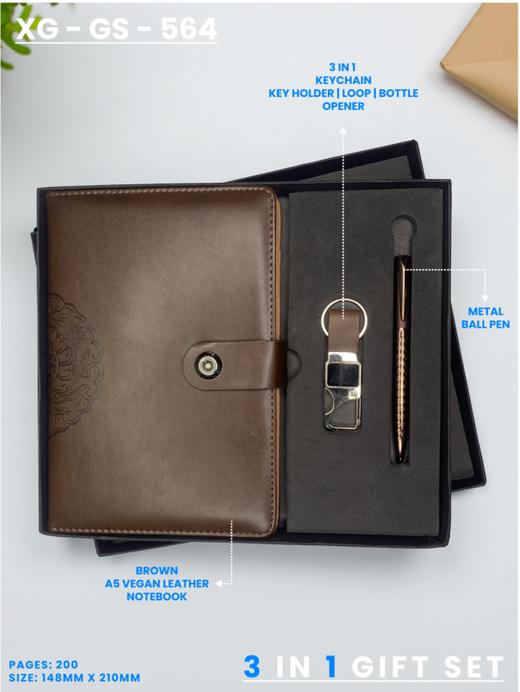 XG - GS - 564
3 IN 1
KEYCHAIN
KEY HOLDER | LOOP | BOTTLE
OPENER
METAL
BALL PEN
BROWN
A5 VEGAN LEATHER
NOTEBOOK
PAGES: 200
SIZE: 148MM X 210MM
3 IN 1 GIFT SET